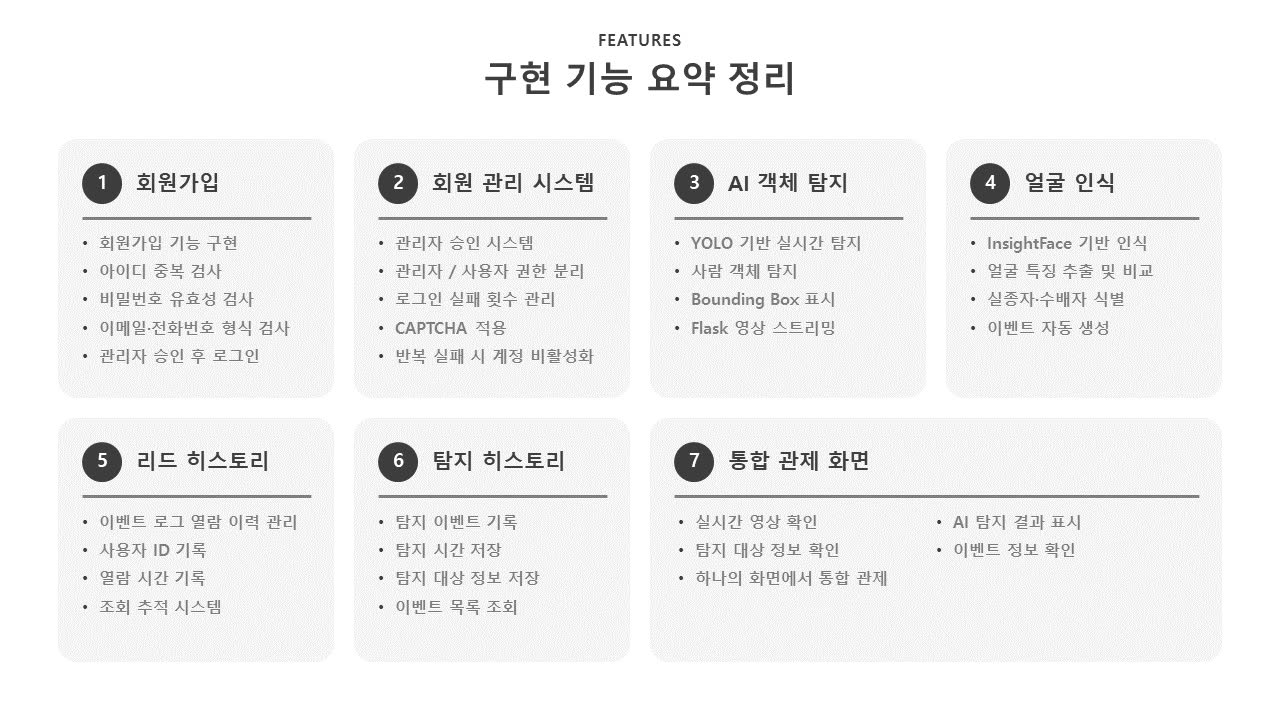 FEATURES
구현 기능 요약 정리
1 회원가입
• 회원가입 기능 구현
• 아이디 중복 검사
• 비밀번호 유효성 검사
• 이메일·전화번호 형식 검사
• 관리자 승인 후 로그인
2 회원 관리 시스템
• 관리자 승인 시스템
• 관리자 / 사용자 권한 분리
• 로그인 실패 횟수 관리
• CAPTCHA 적용
• 반복 실패 시 계정 비활성화
3 AI 객체 탐지
• YOLO 기반 실시간 탐지
• 사람 객체 탐지
• Bounding Box 표시
• Flask 영상 스트리밍
4 얼굴 인식
• InsightFace 기반 인식
• 얼굴 특징 추출 및 비교
• 실종자·수배자 식별
• 이벤트 자동 생성
5 리드 히스토리
• 이벤트 로그 열람 이력 관리
• 사용자 ID 기록
• 열람 시간 기록
• 조회 추적 시스템
6 탐지 히스토리
• 탐지 이벤트 기록
• 탐지 시간 저장
• 탐지 대상 정보 저장
• 이벤트 목록 조회
7 통합 관제 화면
• 실시간 영상 확인
• 탐지 대상 정보 확인
• 하나의 화면에서 통합 관제
• AI 탐지 결과 표시
• 이벤트 정보 확인